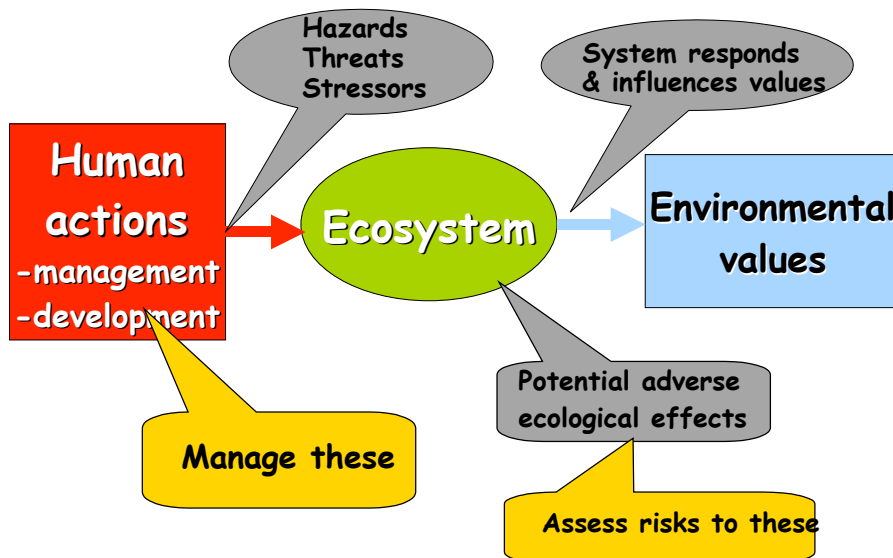 Hazards
Threats
Stressors
System responds
& influences values
Human
actions
-management
-development
Ecosystem
Environmental
values
Potential adverse
ecological effects
Manage these
Assess risks to these